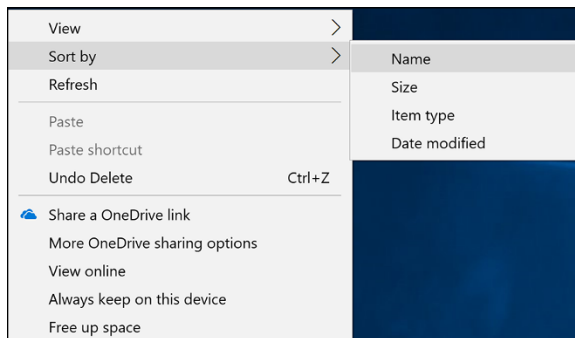 View
Sort by
Refresh
Paste
Paste shortcut
Undo Delete Ctrl+Z
Share a OneDrive link
More OneDrive sharing options
View online
Always keep on this device
Free up space
Name
Size
Item type
Date modified